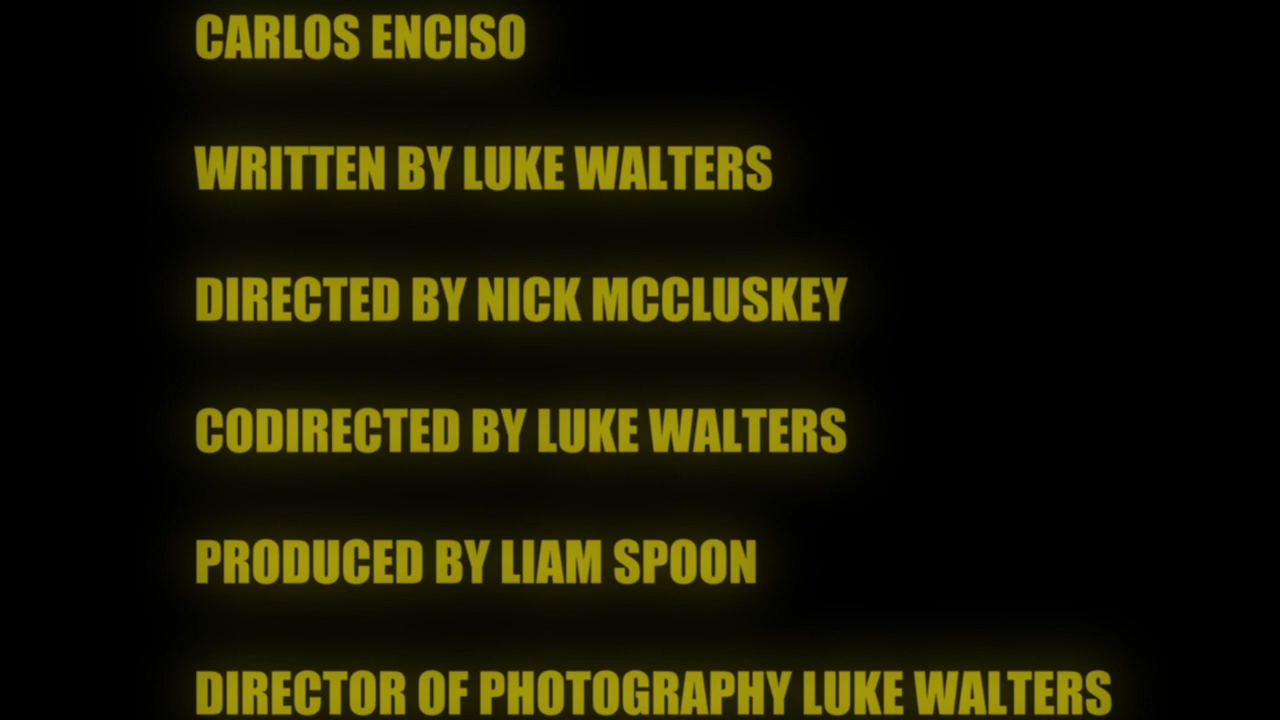 CARLOS ENCISO
WRITTEN BY LUKE WALTERS
DIRECTED BY NICK MCCLUSKEY
CODIRECTED BY LUKE WALTERS
PRODUCED BY LIAM SPOON
DIRECTOR OF PHOTOGRAPHY LUKE WALTERS